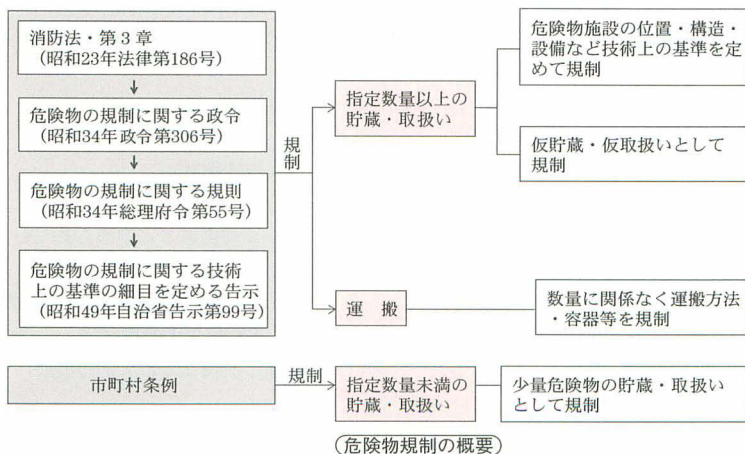 消防法・第3章
（昭和23年法律第186号）
危険物の規制に関する政令
（昭和34年政令第306号）
危険物の規制に関する規則
（昭和34年総理府令第55号）
危険物の規制に関する技術
上の基準の細目を定める告示
（昭和49年自治省告示第99号）
規制
指定数量以上の
貯蔵・取扱い
危険物施設の位置・構造・
設備など技術上の基準を定
めて規制
仮貯蔵・仮取扱いとして
規制
運搬
数量に関係なく運搬方法
・容器等を規制
市町村条例
規制
指定数量未満の
貯蔵・取扱い
少量危険物の貯蔵・取扱い
として規制
（危険物規制の概要）